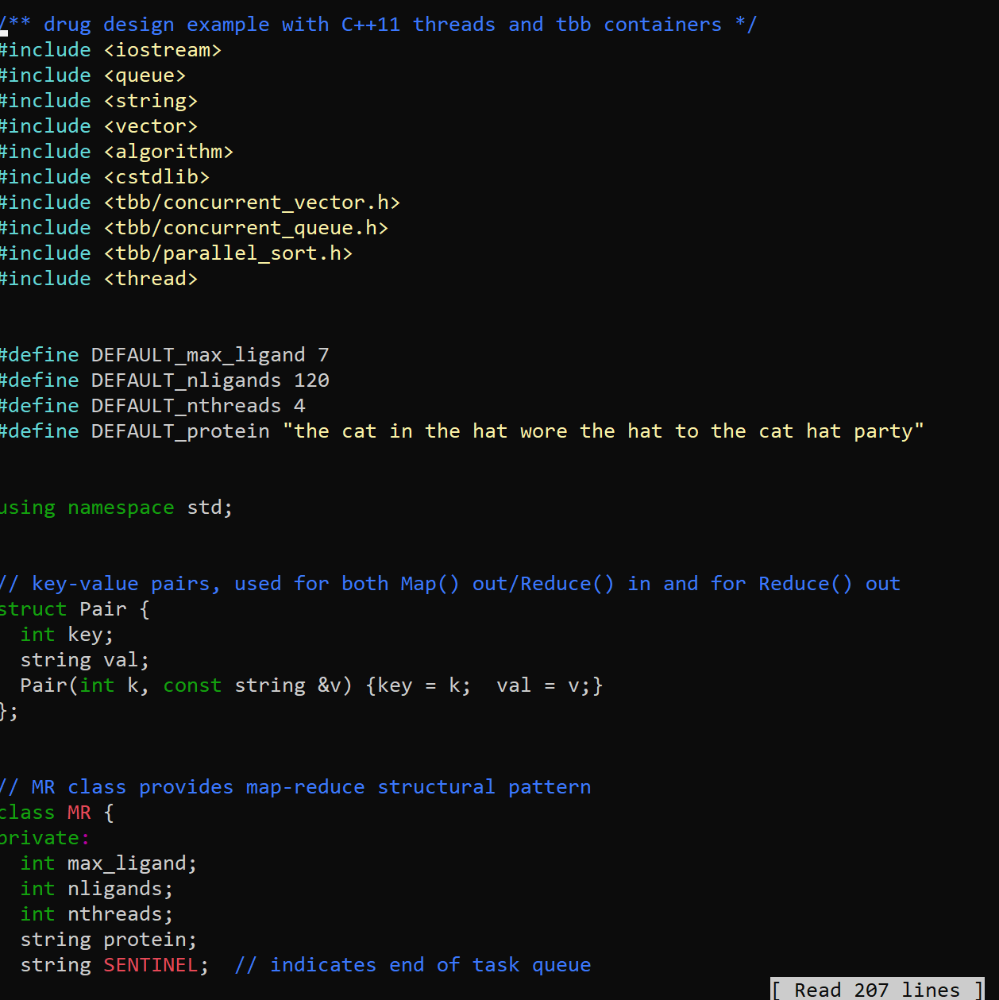 /** drug design example with C++11 threads and tbb containers */
#include <iostream>
#include <queue>
#include <string>
#include <vector>
#include <algorithm>
#include <cstdlib>
#include <tbb/concurrent_vector.h>
#include <tbb/concurrent_queue.h>
#include <tbb/parallel_sort.h>
#include <thread>
#define DEFAULT_max_ligand 7
#define DEFAULT_nligands 120
#define DEFAULT_nthreads 4
#define DEFAULT_protein "the cat in the hat wore the hat to the cat hat party"
using namespace std;
// key-value pairs, used for both Map() out/Reduce() in and for Reduce() out
struct Pair {
  int key;
  string val;
  Pair(int k, const string &v) {key = k;  val = v;}
};
// MR class provides map-reduce structural pattern
class MR {
private:
  int max_ligand;
  int nligands;
  int nthreads;
  string protein;
  string SENTINEL;  // indicates end of task queue
[ Read 207 lines ]